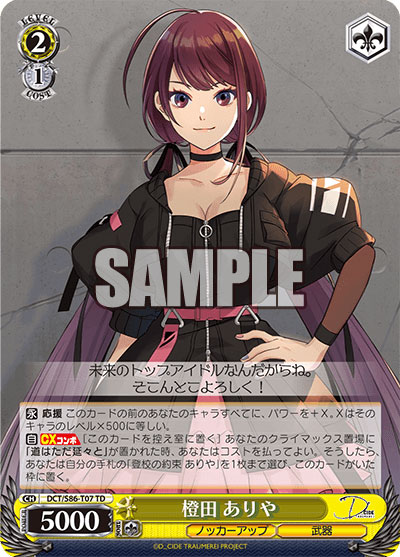 LEVEL
2
1
COST
SAMPLE
未来のトップアイドルなんだからね。
そこんとこよろしく!
永 応援 このカードの前のあなたのキャラすべてに、パワーを+X。Xはそ
のキャラのレベル×500に等しい。
自 CXコンボ [このカードを控室に置く] あなたのクライマックス置場に
「道はただ延々と」が置かれた時、あなたはコストを払ってよい。そうしたら、
あなたは自分の手札の「登校の約束 ありや」を1枚まで選び、このカードがい
た枠に置く。
CH DCT/S86-T07 TD
橙田 ありや
POWER
5000
ノッカーアップ
武器
D_CIDE
©D_CIDE TRAUMEREI PROJECT